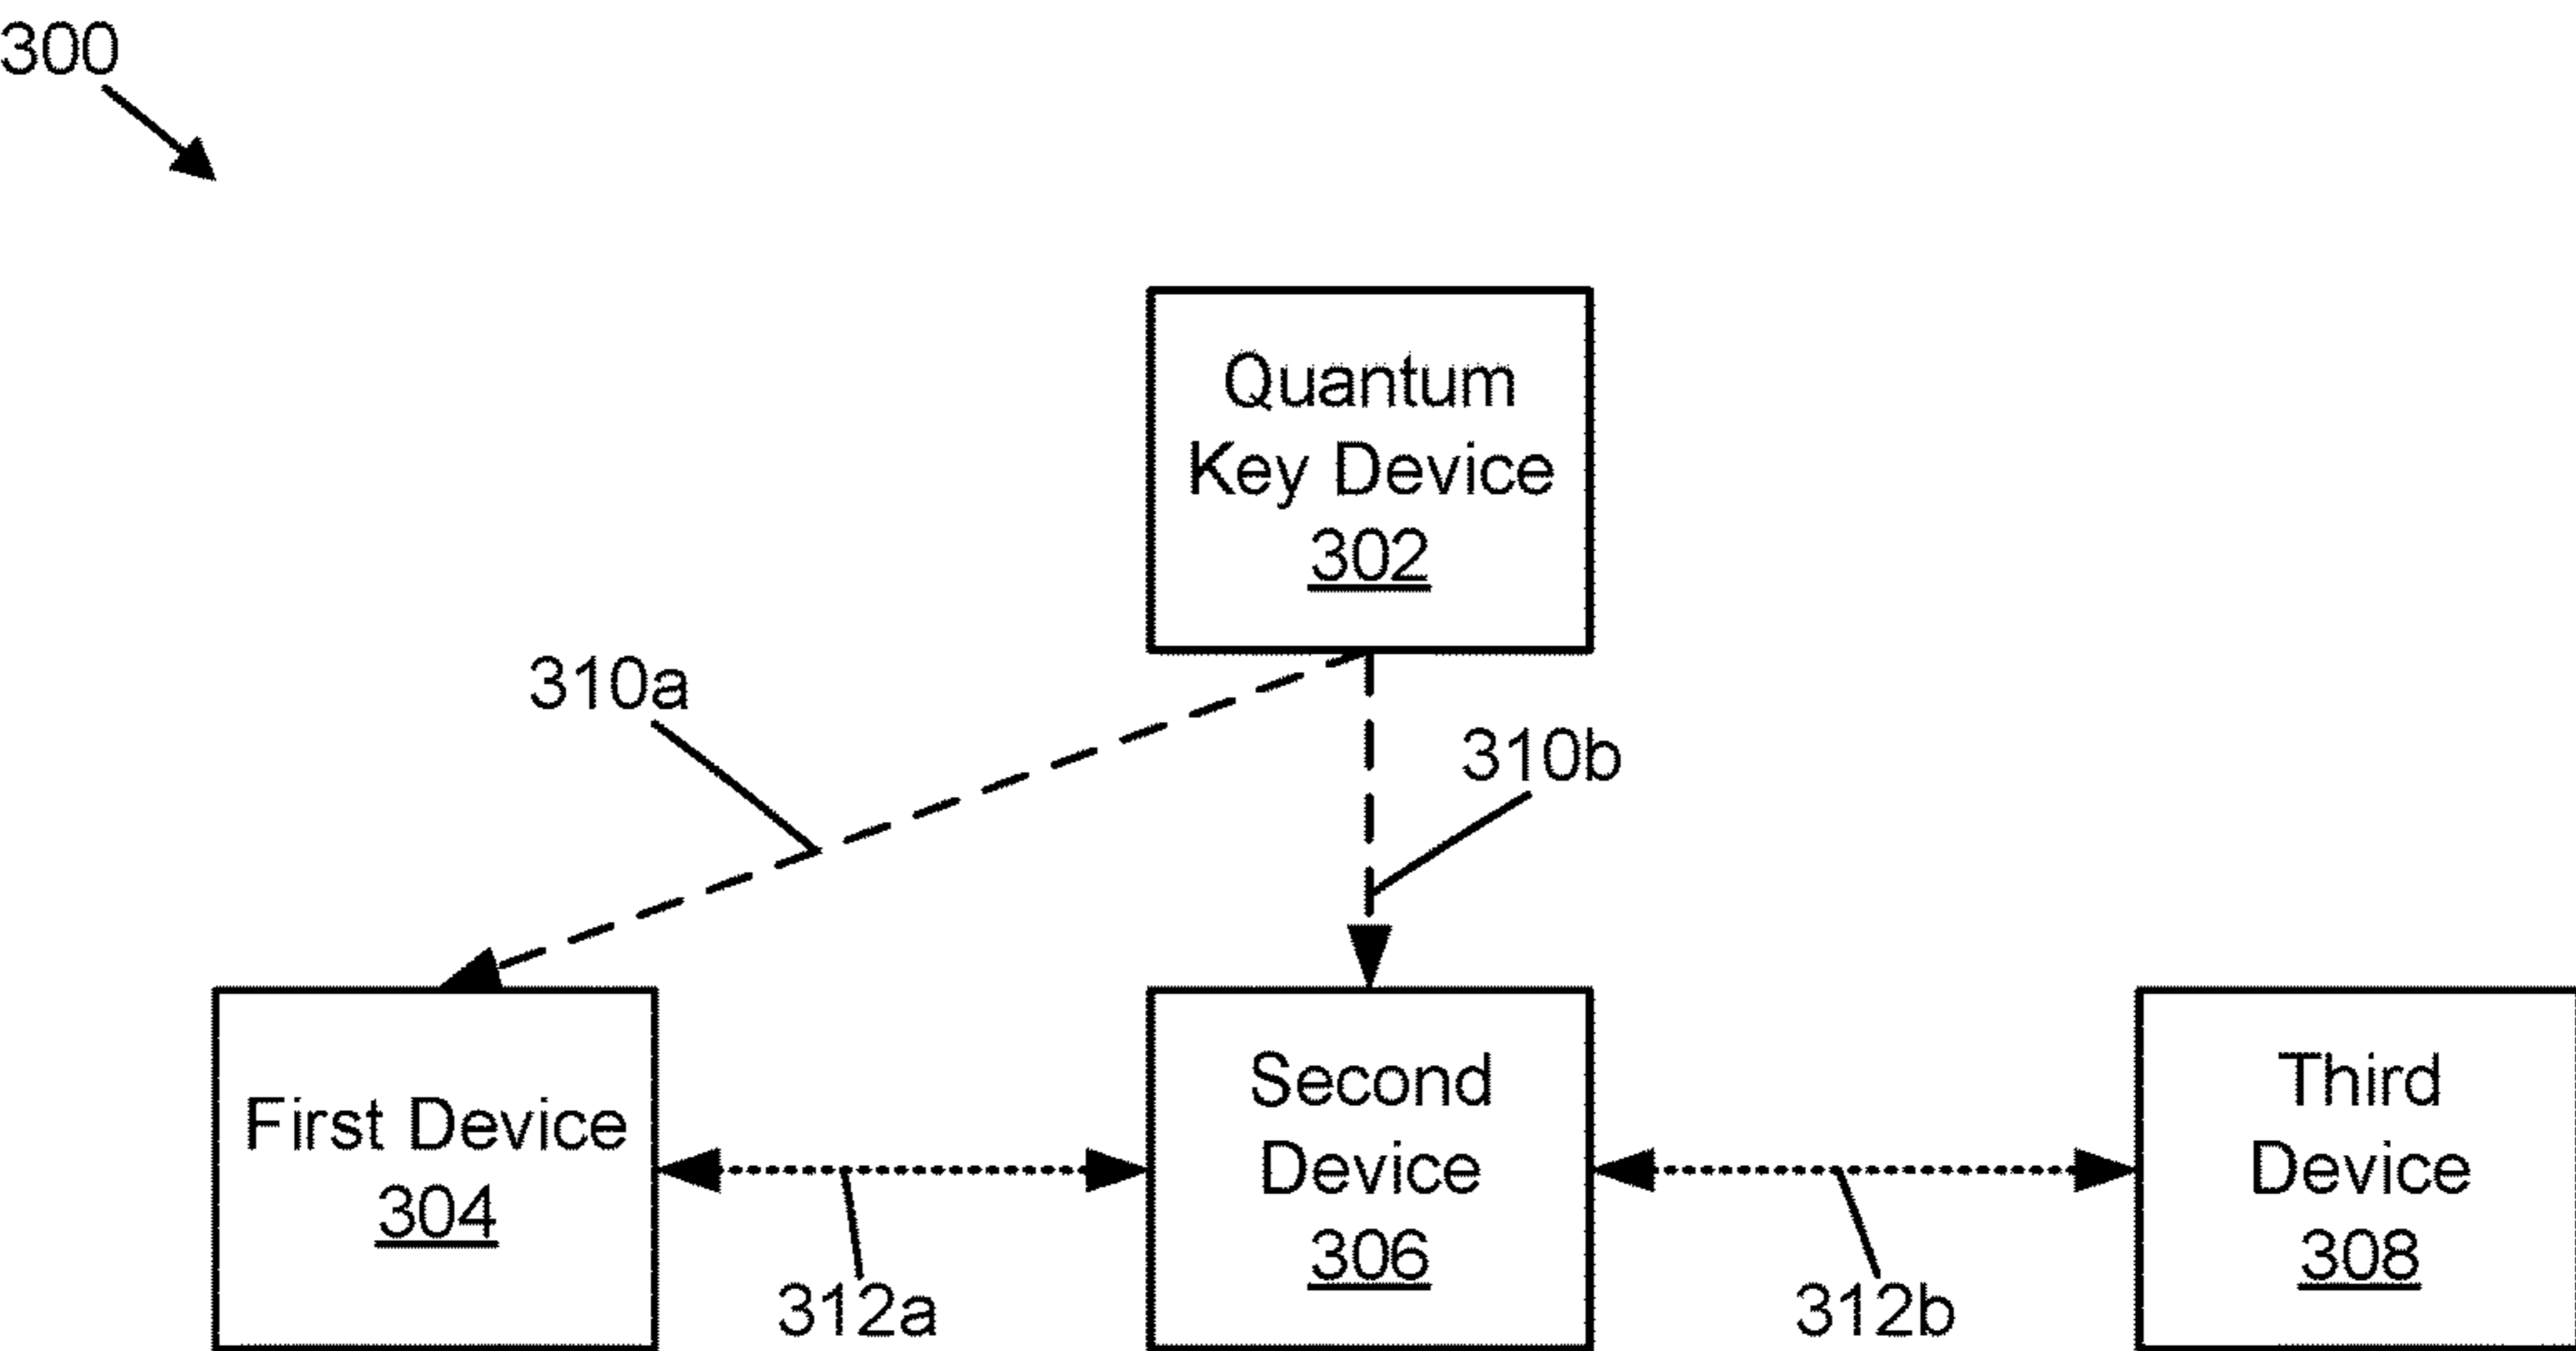 300
Quantum
Key Device
302
310a
310b
First Device
304
Second
Device
306
Third
Device
308
312a
312b